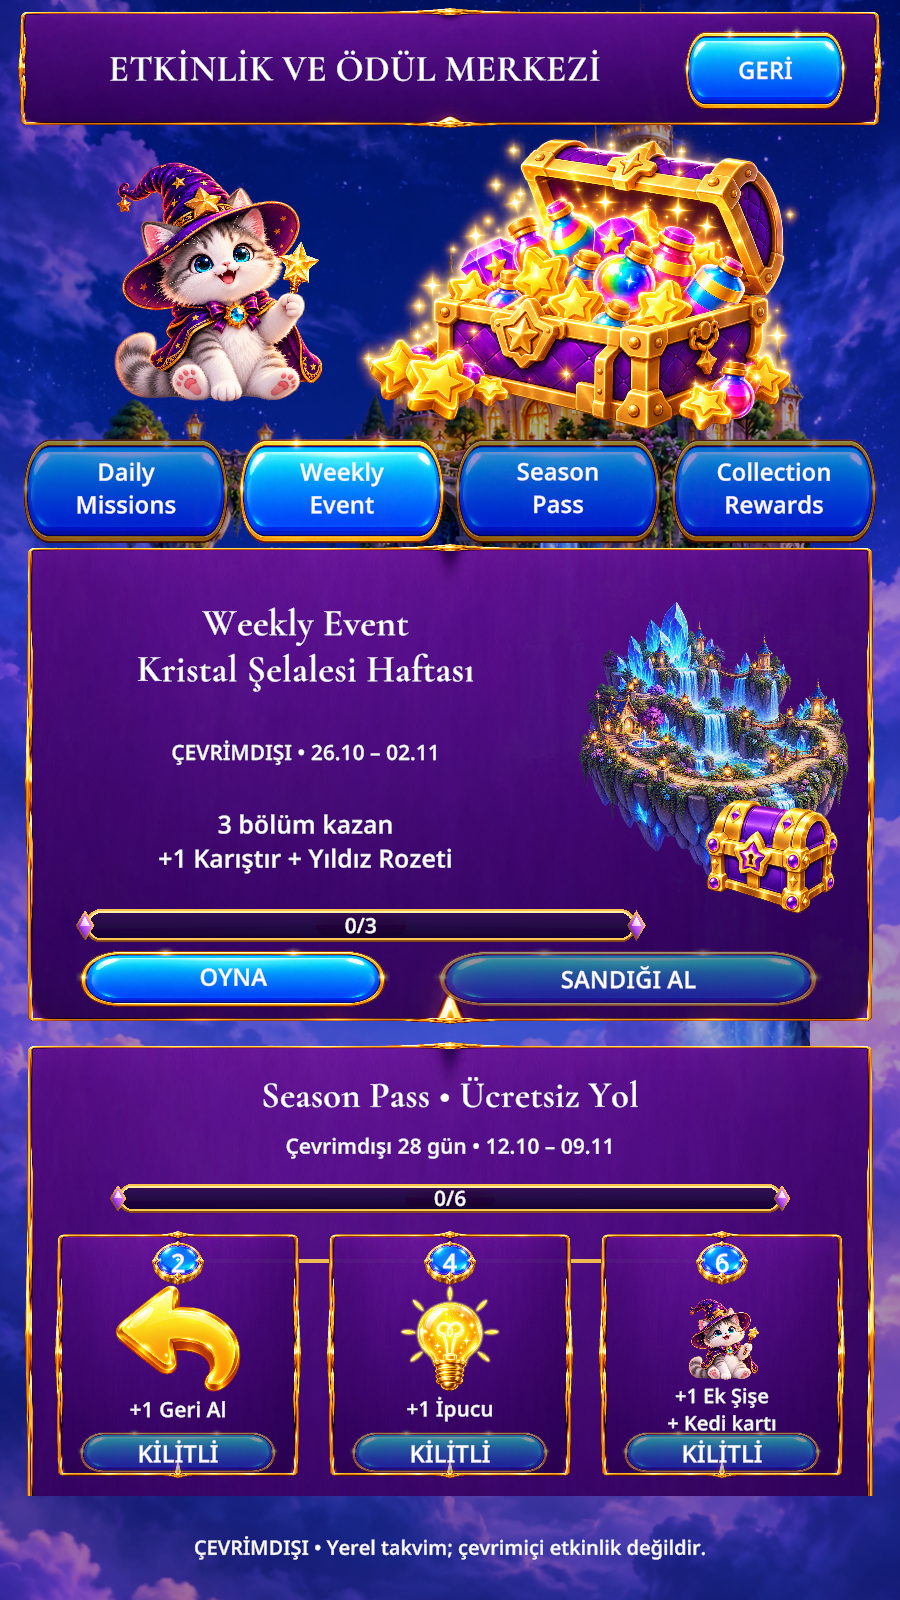 ETKİNLİK VE ÖDÜL MERKEZİ
GERİ
Daily
Missions
Weekly
Event
Season
Pass
Collection
Rewards
Weekly Event
Kristal Şelalesi Haftası
ÇEVRİMDIŞI • 26.10 – 02.11
3 bölüm kazan
+1 Karıştır + Yıldız Rozeti
0/3
OYNA
SANDIĞI AL
Season Pass • Ücretsiz Yol
Çevrimdışı 28 gün • 12.10 – 09.11
0/6
2
4
6
+1 Geri Al
+1 İpucu
+1 Ek Şişe
+ Kedi kartı
KİLİTLİ
KİLİTLİ
KİLİTLİ
ÇEVRİMDIŞI • Yerel takvim; çevrimiçi etkinlik değildir.